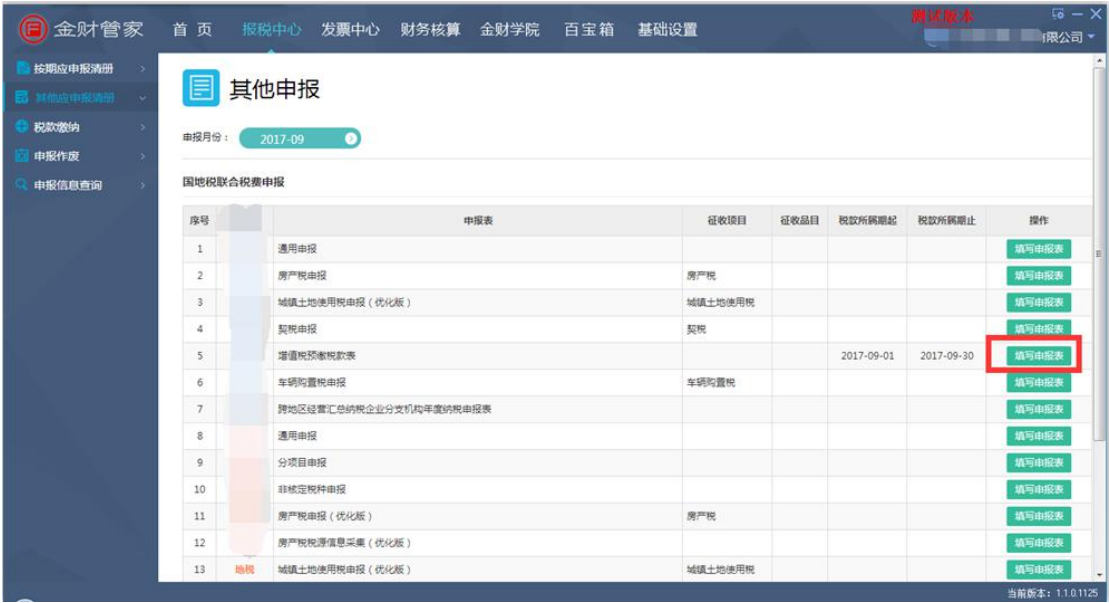 金财管家 首 页 报税中心 发票中心 财务核算 金财学院 百宝箱 基础设置 测试版本
有限公司
按期应申报清册
其他应申报清册
税款缴纳
申报作废
申报信息查询
其他申报
申报月份： 2017-09
国地税联合税费申报
序号 申报表 征收项目 征收品目 税款所属期起 税款所属期止 操作
1 通用申报 填写申报表
2 房产税申报 房产税 填写申报表
3 城镇土地使用税申报（优化版） 城镇土地使用税 填写申报表
4 契税申报 契税 填写申报表
5 增值税预缴税款表 2017-09-01 2017-09-30 填写申报表
6 车辆购置税申报 车辆购置税 填写申报表
7 跨地区经营汇总纳税企业分支机构年度纳税申报表 填写申报表
8 通用申报 填写申报表
9 分项目申报 填写申报表
10 非核定税种申报 填写申报表
11 房产税申报（优化版） 房产税 填写申报表
12 房产税税源信息采集（优化版） 填写申报表
13 地税 城镇土地使用税申报（优化版） 城镇土地使用税 填写申报表
当前版本：1.1.0.1125